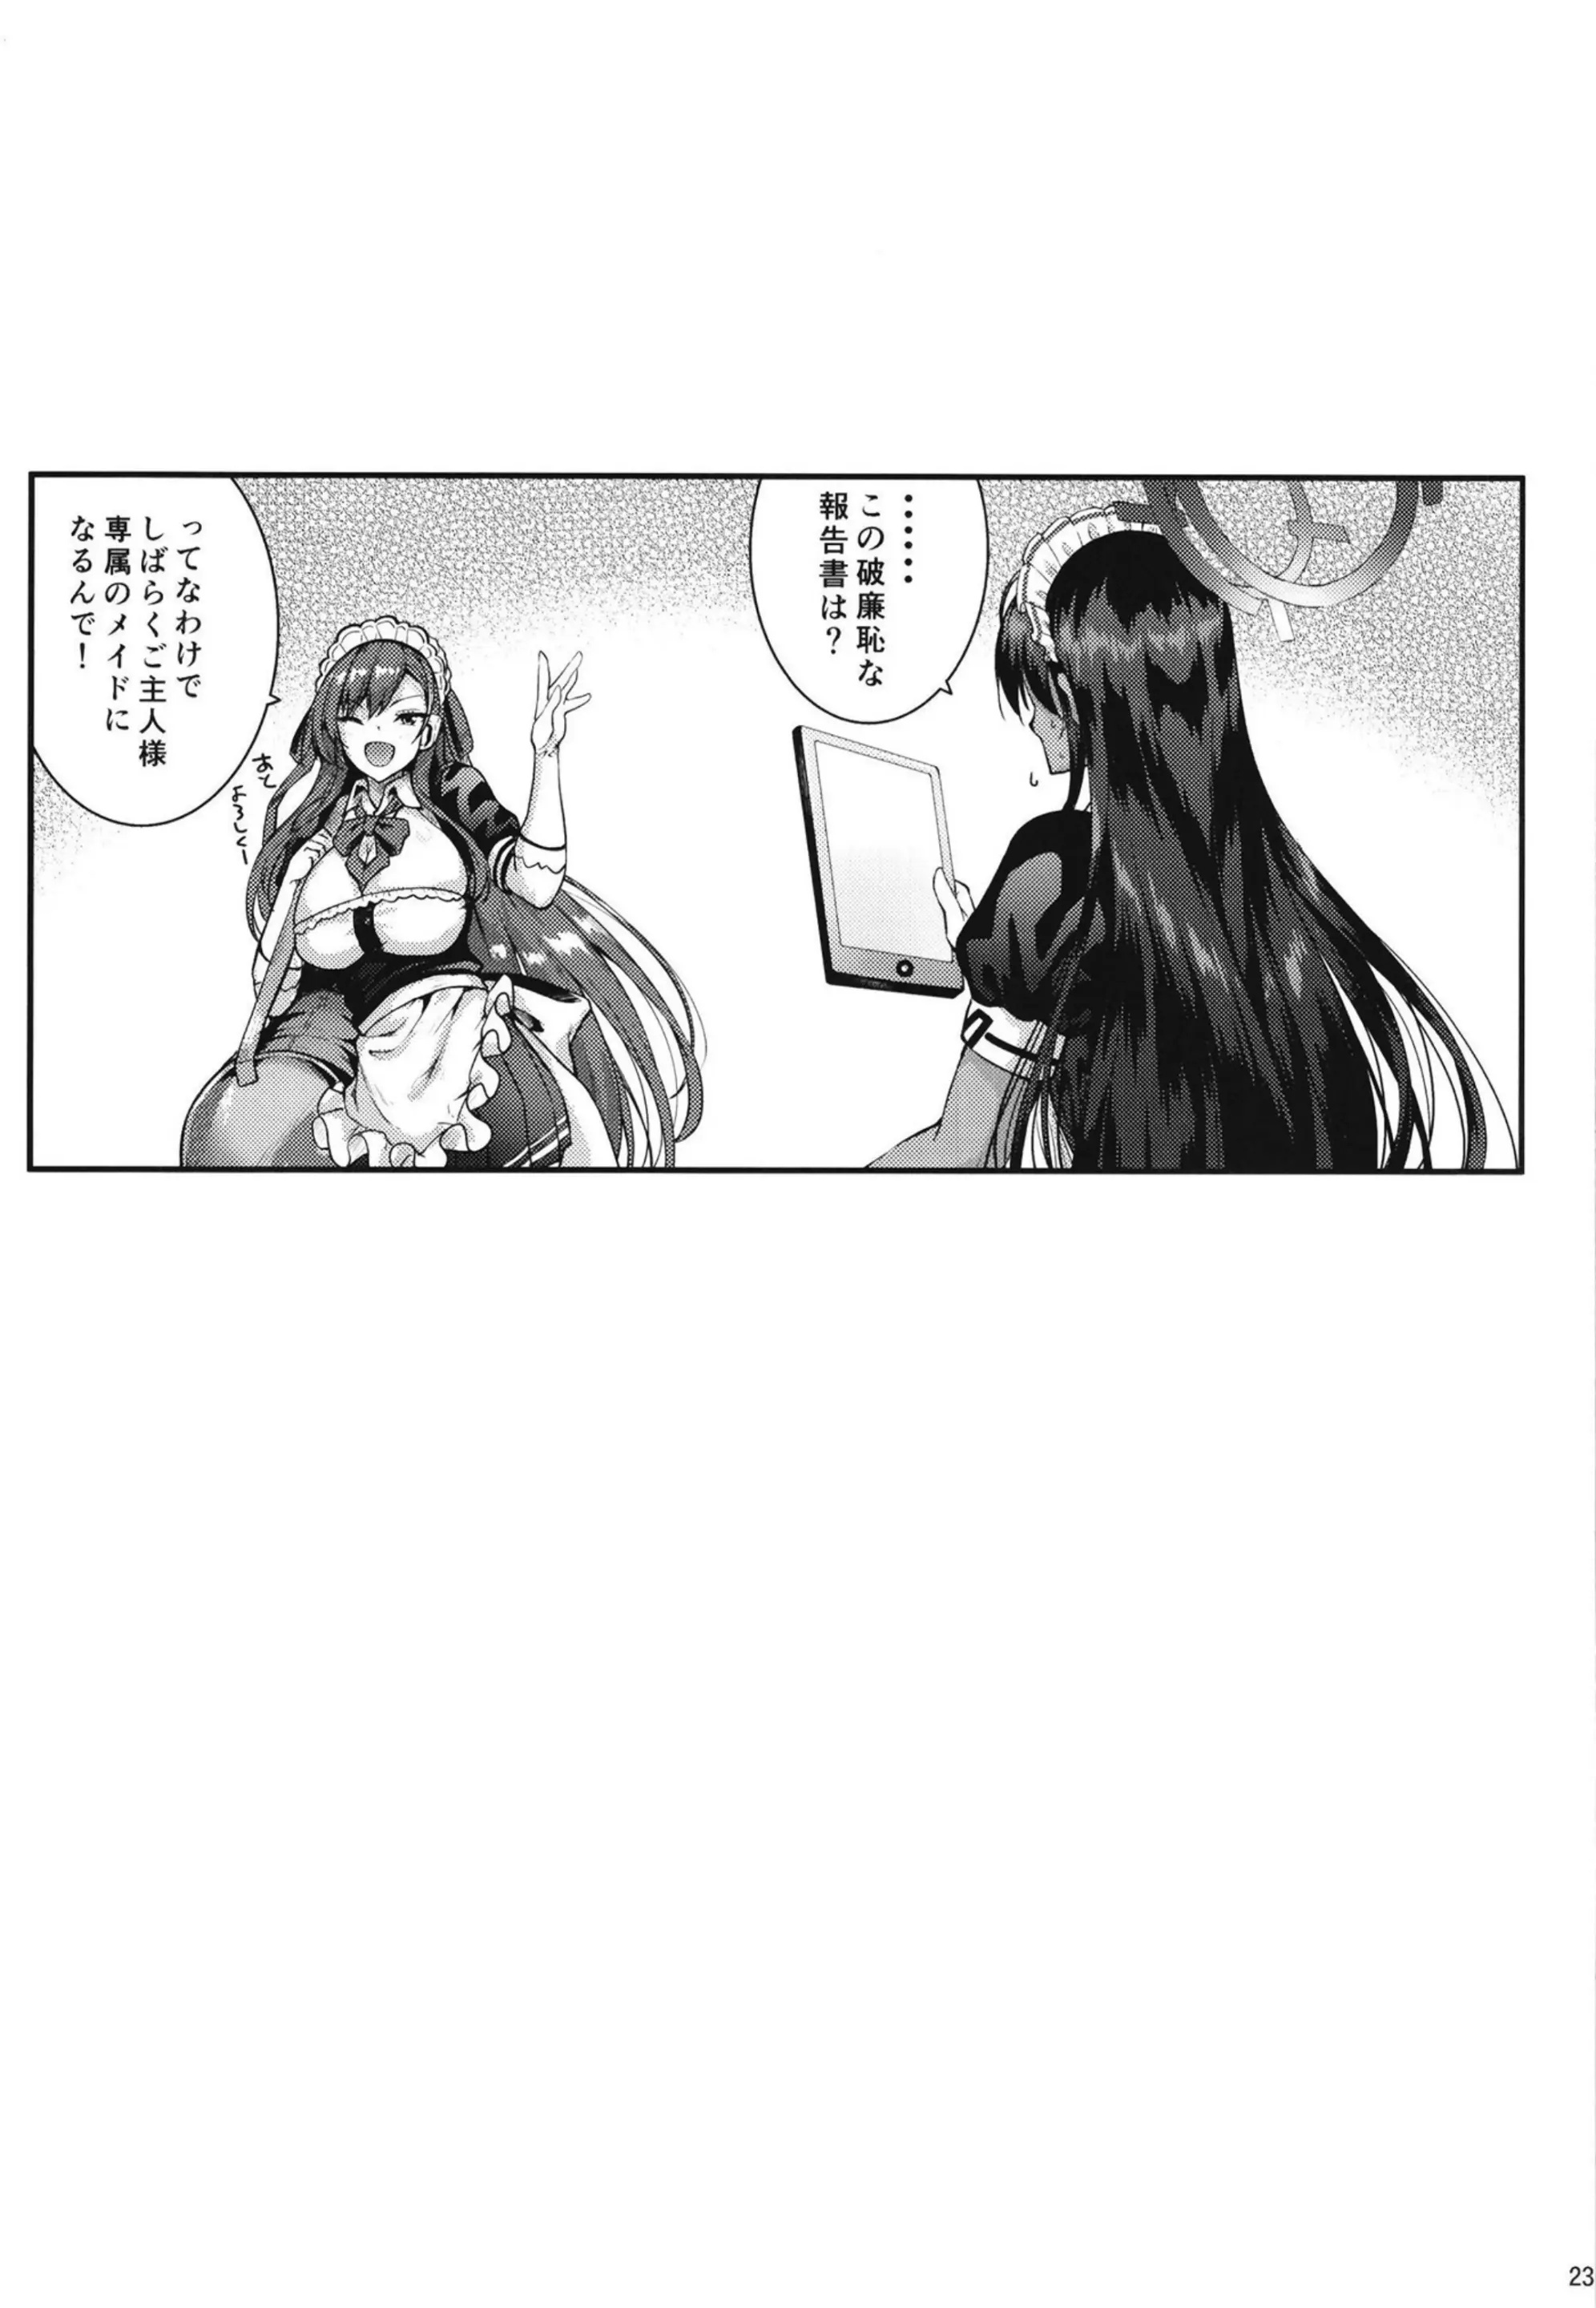 ・・・・・・
この破廉恥な
報告書は？
ってなわけで
しばらくご主人様
専属のメイドに
なるんで！
あと
よろしくー
23